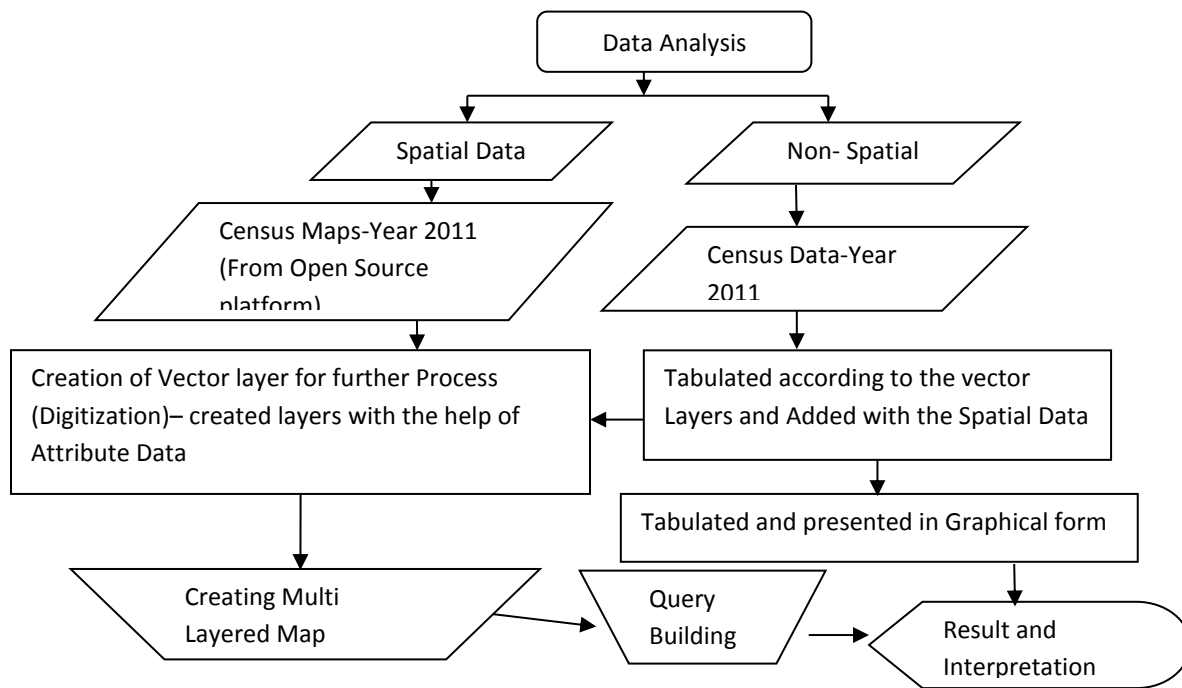 Data Analysis
Spatial Data
Non- Spatial
Census Maps-Year 2011
(From Open Source
platform)
Census Data-Year
2011
Creation of Vector layer for further Process
(Digitization)– created layers with the help of
Attribute Data
Tabulated according to the vector
Layers and Added with the Spatial Data
Tabulated and presented in Graphical form
Creating Multi
Layered Map
Query
Building
Result and
Interpretation